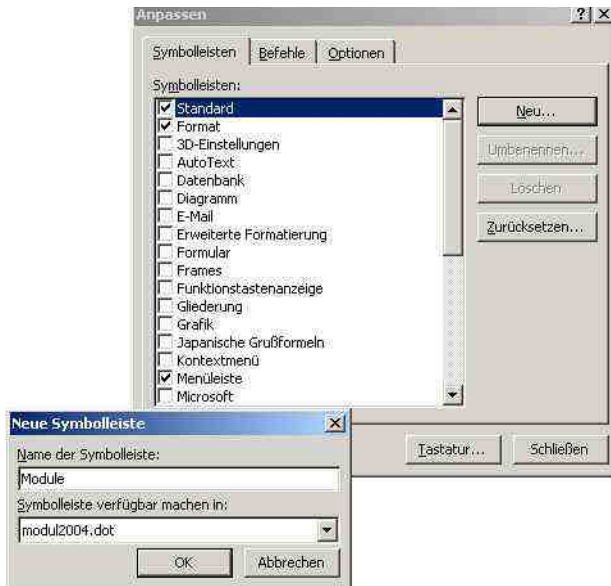 Anpassen
Symbolleisten Befehle Optionen
Symbolleisten:
Standard
Format
3D-Einstellungen
AutoText
Datenbank
Diagramm
E-Mail
Erweiterte Formatierung
Formular
Frames
Funktionstastenanzeige
Gliederung
Grafik
Japanische Grußformeln
Kontextmenü
Menüleiste
Microsoft
Neu...
Umbenennen...
Löschen
Zurücksetzen...
Tastatur...
Schließen
Neue Symbolleiste
Name der Symbolleiste:
Module
Symbolleiste verfügbar machen in:
modul2004.dot
OK
Abbrechen